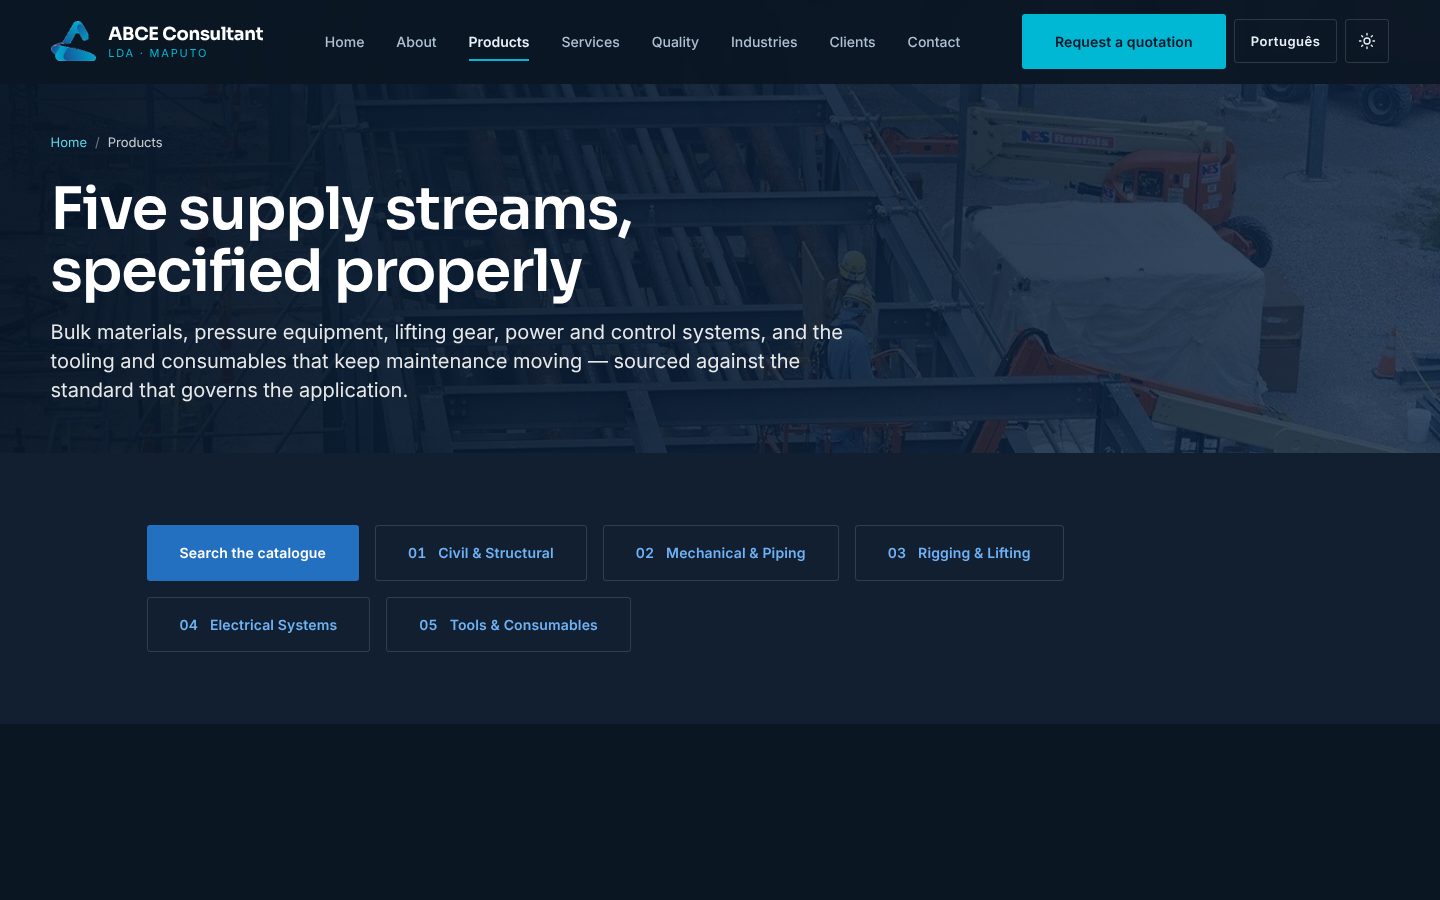 ABCE Consultant
LDA · MAPUTO
Home
About
Products
Services
Quality
Industries
Clients
Contact
Request a quotation
Português
Home / Products
NES Rentals
NES
Five supply streams,
specified properly
Bulk materials, pressure equipment, lifting gear, power and control systems, and the
tooling and consumables that keep maintenance moving — sourced against the
standard that governs the application.
Search the catalogue
01 Civil & Structural
02 Mechanical & Piping
03 Rigging & Lifting
04 Electrical Systems
05 Tools & Consumables